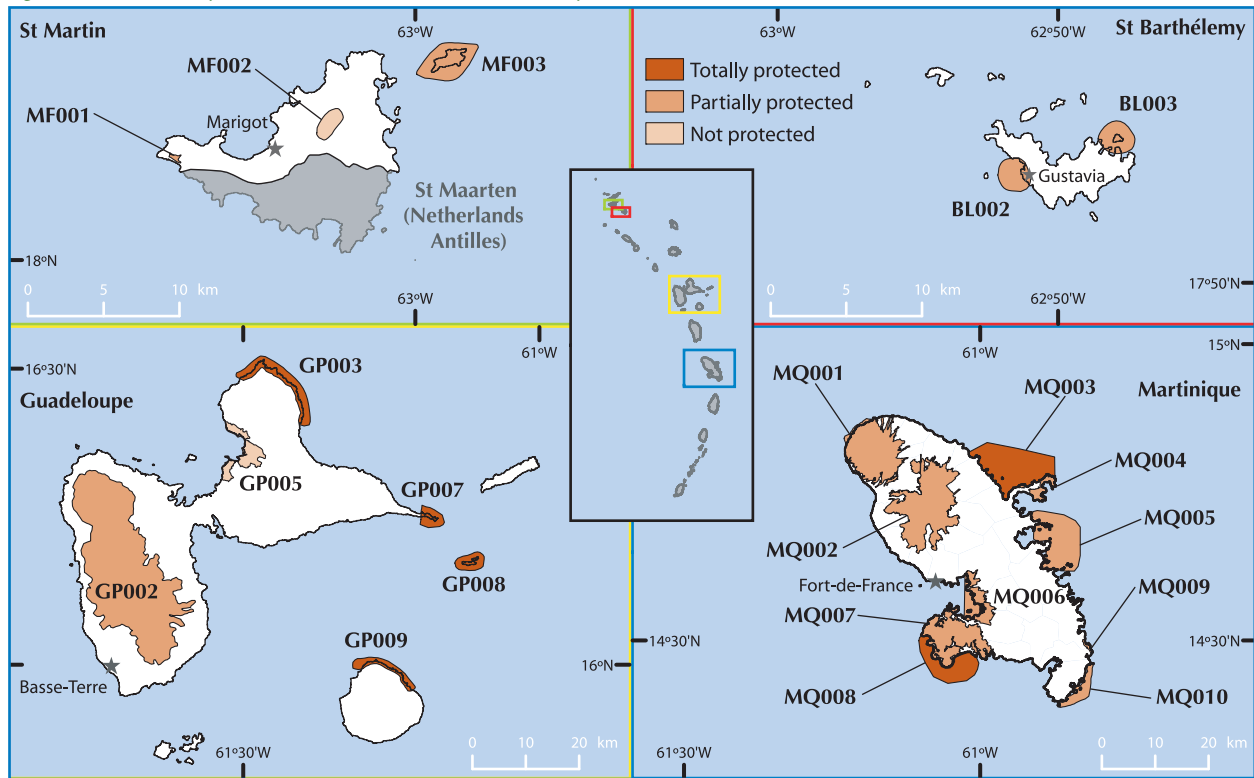 St Martin
63°W
MF002
MF003
MF001
Marigot
St Maarten
(Netherlands
Antilles)
18°N
0 5 10 km
63°W
63°W
62°50'W
St Barthélemy
Totally protected
Partially protected
Not protected
BL003
Gustavia
BL002
17°50'N
0 5 10 km
62°50'W
61°W
16°30'N
GP003
Guadeloupe
GP005
GP007
GP008
GP002
GP009
16°N
Basse-Terre
0 10 20 km
61°30'W
61°W
15°N
MQ001
MQ003
Martinique
MQ004
MQ005
MQ002
Fort-de-France
MQ006
MQ009
MQ007
14°30'N
14°30'N
MQ008
MQ010
0 10 20 km
61°30'W
61°W